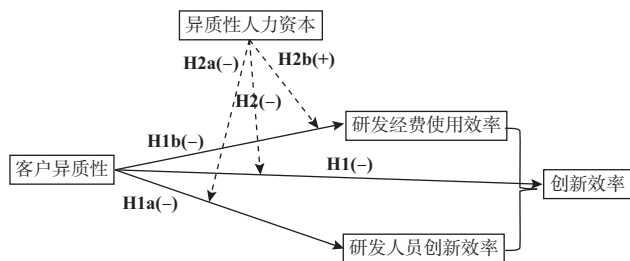 异质性人力资本
H2a(–)
H2b(+)
H2(–)
研发经费使用效率
H1b(–)
客户异质性
H1(–)
创新效率
H1a(–)
研发人员创新效率